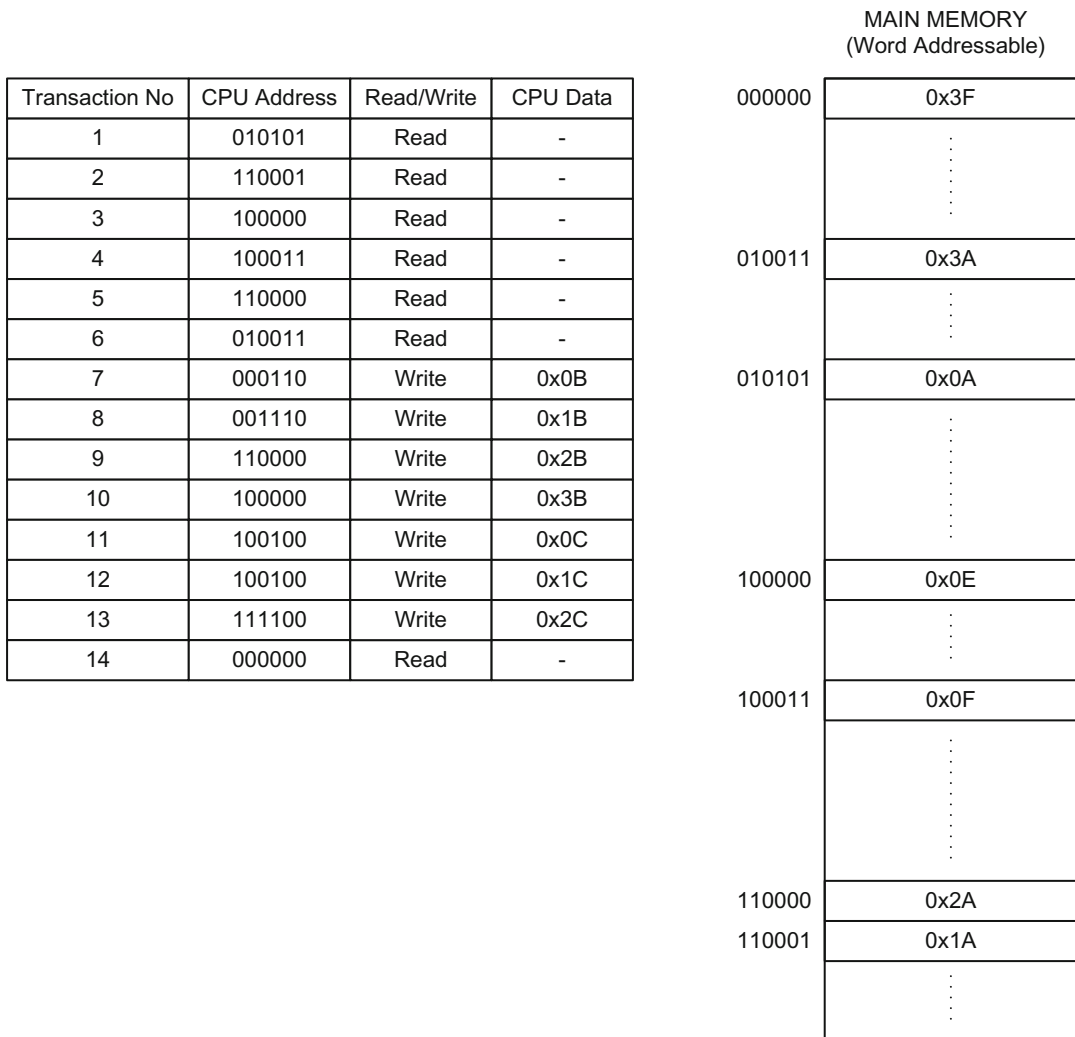 MAIN MEMORY
(Word Addressable)
Transaction No CPU Address Read/Write CPU Data
1 010101 Read -
2 110001 Read -
3 100000 Read -
4 100011 Read -
5 110000 Read -
6 010011 Read -
7 000110 Write 0x0B
8 001110 Write 0x1B
9 110000 Write 0x2B
10 100000 Write 0x3B
11 100100 Write 0x0C
12 100100 Write 0x1C
13 111100 Write 0x2C
14 000000 Read -
000000 0x3F
010011 0x3A
010101 0x0A
100000 0x0E
100011 0x0F
110000 0x2A
110001 0x1A